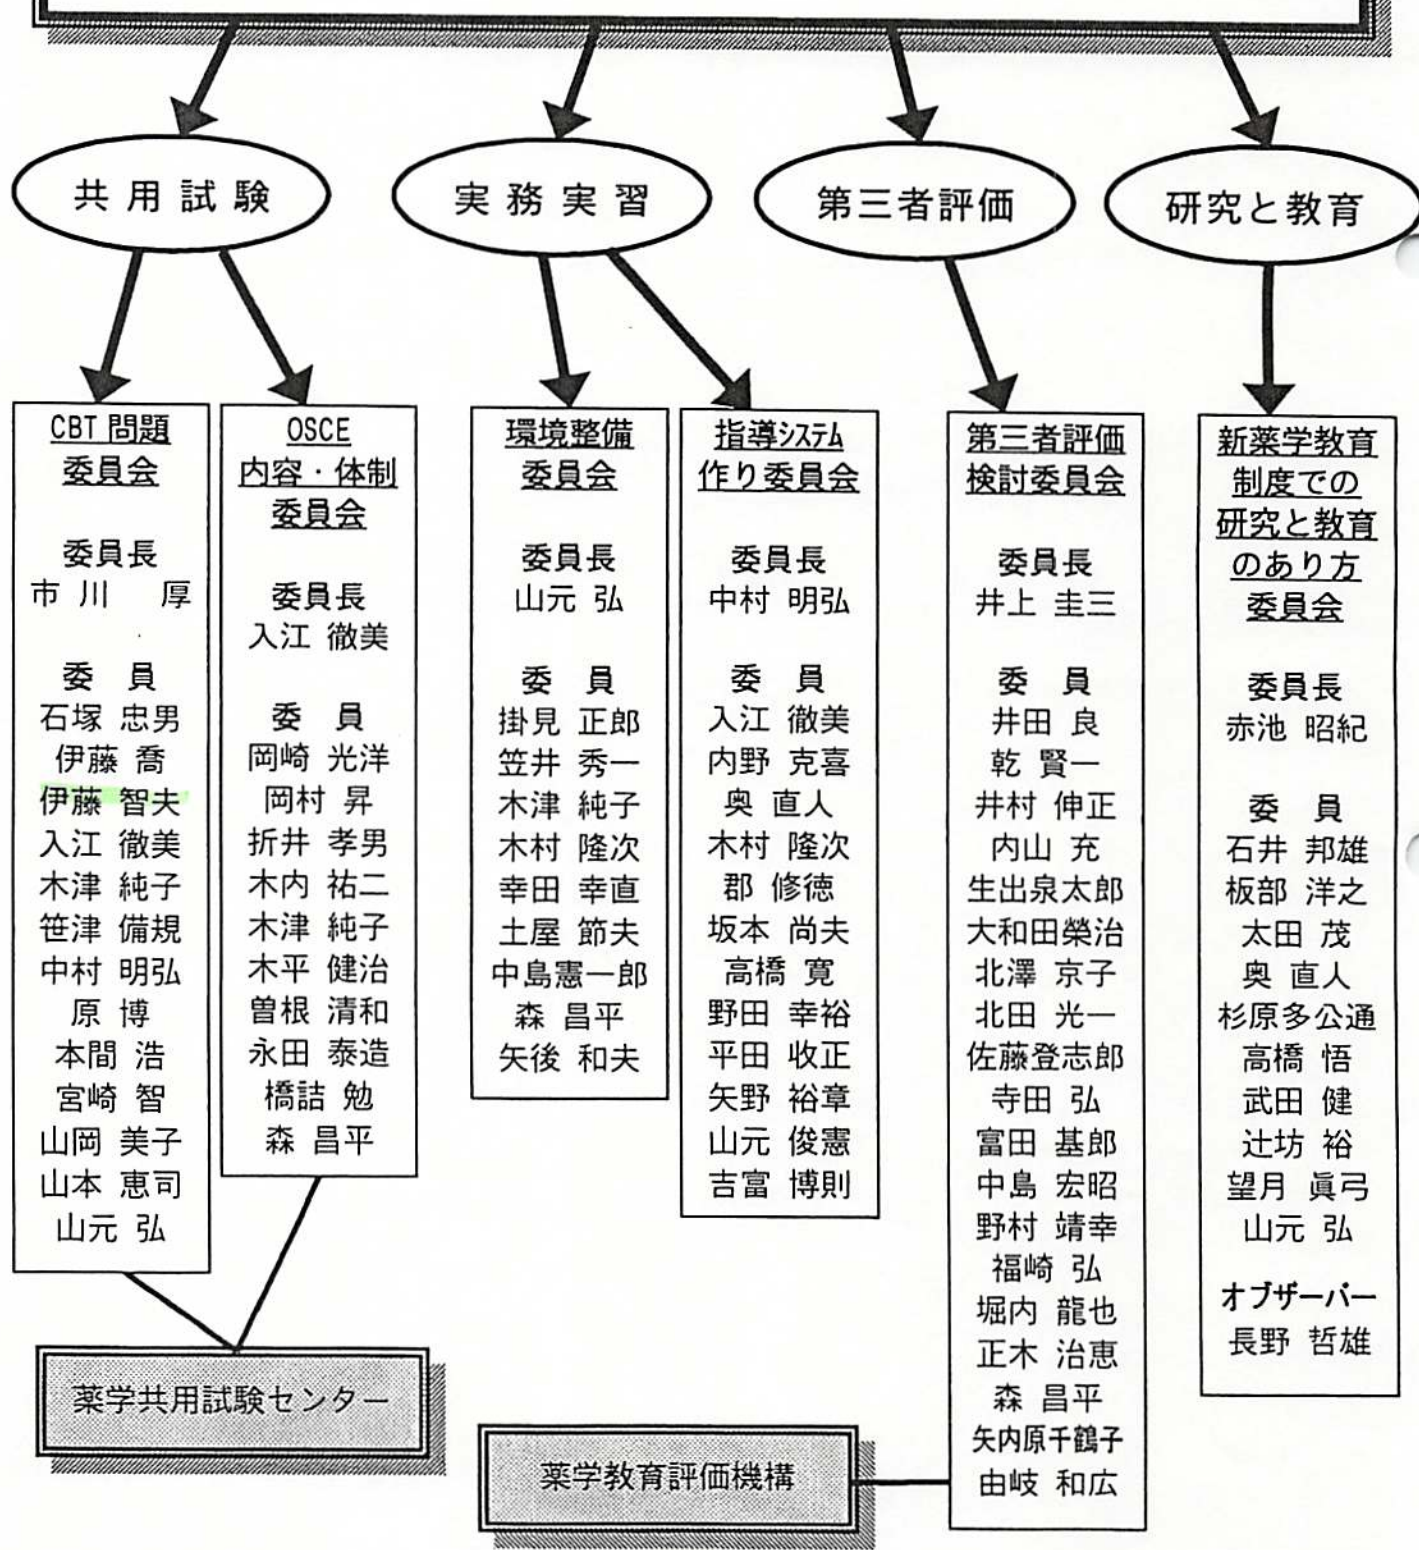 共用試験
実務実習
第三者評価
研究と教育
CBT 問題
委員会
委員長
市川 厚
委 員
石塚 忠男
伊藤 喬
伊藤 智夫
入江 徹美
木津 純子
笹津 備規
中村 明弘
原 博
本間 浩
宮崎 智
山岡 美子
山本 恵司
山元 弘
OSCE
内容・体制
委員会
委員長
入江 徹美
委 員
岡崎 光洋
岡村 昇
折井 孝男
木内 祐二
木津 純子
木平 健治
曽根 清和
永田 泰造
橋詰 勉
森 昌平
環境整備
委員会
委員長
山元 弘
委 員
掛見 正郎
笠井 秀一
木津 純子
木村 隆次
幸田 幸直
土屋 節夫
中島憲一郎
森 昌平
矢後 和夫
指導システム
作り委員会
委員長
中村 明弘
委 員
入江 徹美
内野 克喜
奥 直人
木村 隆次
郡 修徳
坂本 尚夫
高橋 寛
野田 幸裕
平田 收正
矢野 裕章
山元 俊憲
吉富 博則
第三者評価
検討委員会
委員長
井上 圭三
委 員
井田 良
乾 賢一
井村 伸正
内山 充
生出泉太郎
大和田榮治
北澤 京子
北田 光一
佐藤登志郎
寺田 弘
富田 基郎
中島 宏昭
野村 靖幸
福崎 弘
堀内 龍也
正木 治恵
森 昌平
矢内原千鶴子
由岐 和広
新薬学教育
制度での
研究と教育
のあり方
委員会
委員長
赤池 昭紀
委 員
石井 邦雄
板部 洋之
太田 茂
奥 直人
杉原多公通
高橋 悟
武田 健
辻坊 裕
望月 眞弓
山元 弘
オブザーバー
長野 哲雄
薬学共用試験センター
薬学教育評価機構